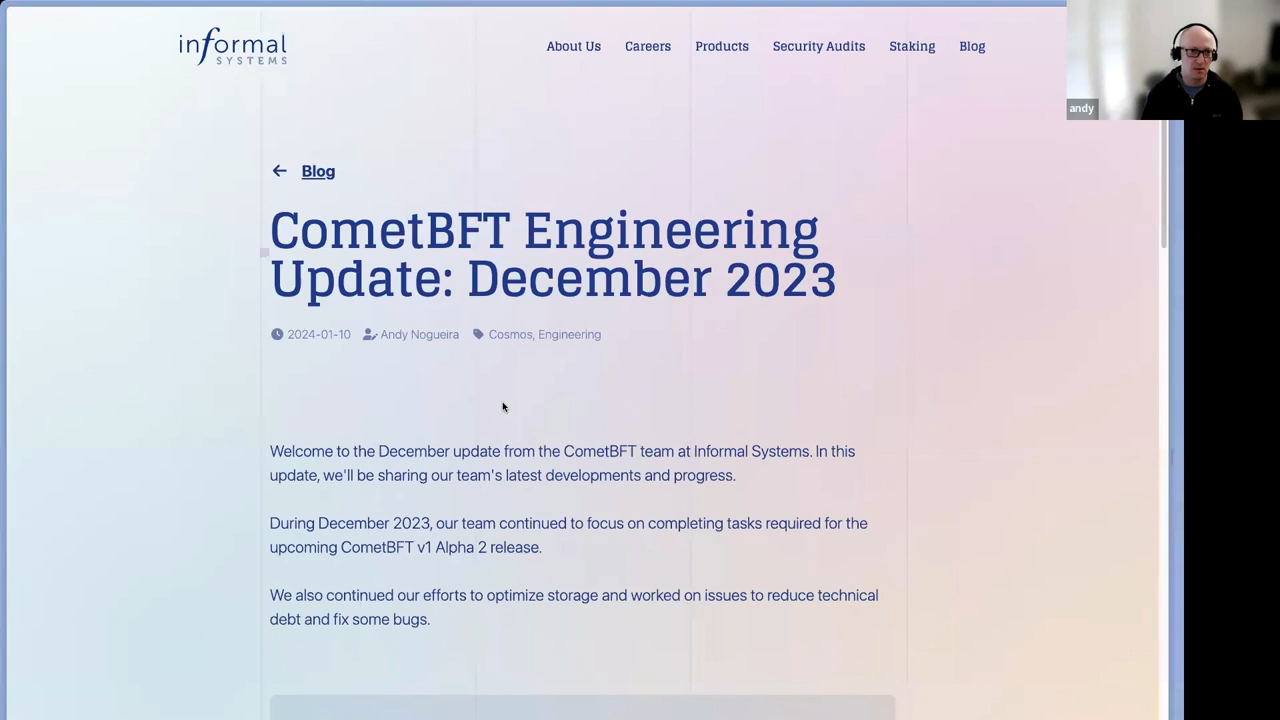 informal
SYSTEMS
About Us Careers Products Security Audits Staking Blog
andy
← Blog
CometBFT Engineering
Update: December 2023
2024-01-10 Andy Nogueira Cosmos, Engineering
Welcome to the December update from the CometBFT team at Informal Systems. In this
update, we'll be sharing our team's latest developments and progress.
During December 2023, our team continued to focus on completing tasks required for the
upcoming CometBFT v1 Alpha 2 release.
We also continued our efforts to optimize storage and worked on issues to reduce technical
debt and fix some bugs.